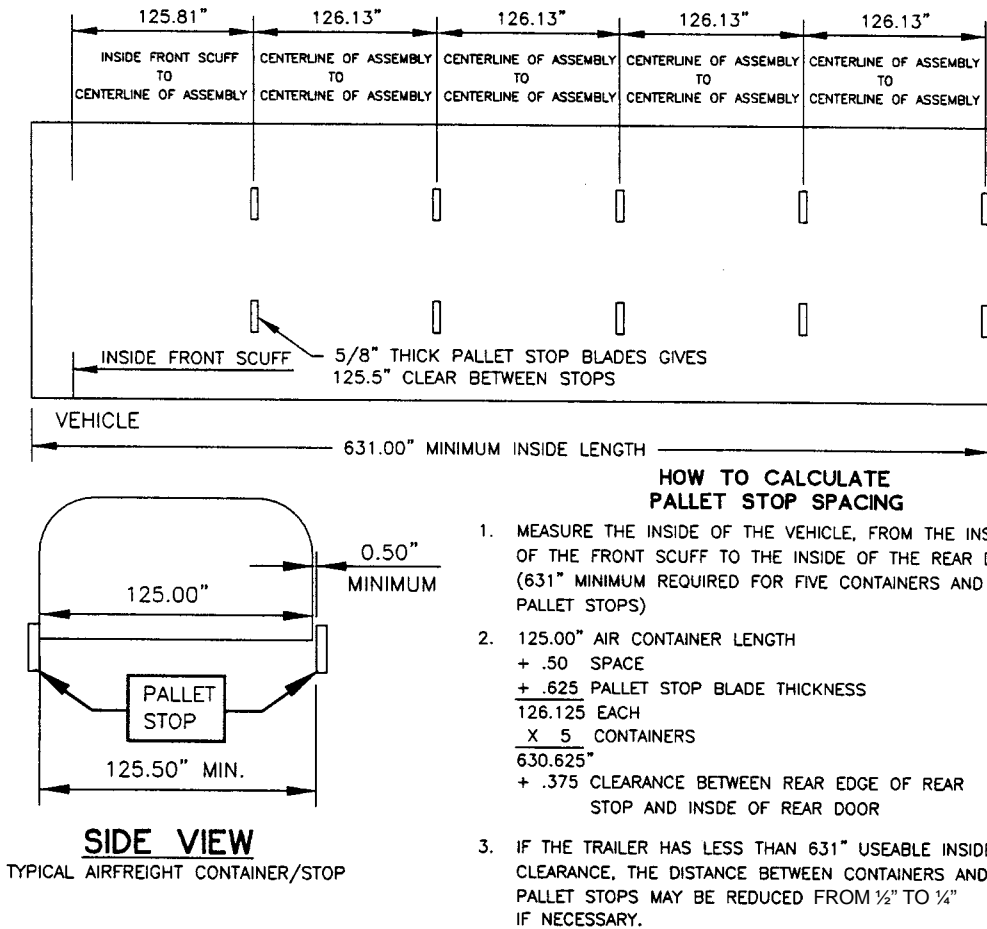 125.81" 126.13" 126.13" 126.13" 126.13"
INSIDE FRONT SCUFF TO CENTERLINE OF ASSEMBLY
CENTERLINE OF ASSEMBLY TO CENTERLINE OF ASSEMBLY
CENTERLINE OF ASSEMBLY TO CENTERLINE OF ASSEMBLY
CENTERLINE OF ASSEMBLY TO CENTERLINE OF ASSEMBLY
CENTERLINE OF ASSEMBLY TO CENTERLINE OF ASSEMBLY
INSIDE FRONT SCUFF
5/8" THICK PALLET STOP BLADES GIVES
125.5" CLEAR BETWEEN STOPS
VEHICLE
631.00" MINIMUM INSIDE LENGTH
0.50"
MINIMUM
125.00"
PALLET
STOP
125.50" MIN.
SIDE VIEW
TYPICAL AIRFREIGHT CONTAINER/STOP
HOW TO CALCULATE
PALLET STOP SPACING
1. MEASURE THE INSIDE OF THE VEHICLE, FROM THE
OF THE FRONT SCUFF TO THE INSIDE OF THE REAR
(631" MINIMUM REQUIRED FOR FIVE CONTAINERS AND
PALLET STOPS)
2. 125.00" AIR CONTAINER LENGTH
+ .50 SPACE
+ .625 PALLET STOP BLADE THICKNESS
126.125 EACH
X 5 CONTAINERS
630.625"
+ .375 CLEARANCE BETWEEN REAR EDGE OF REAR
STOP AND INSDE OF REAR DOOR
3. IF THE TRAILER HAS LESS THAN 631" USEABLE INSIDE
CLEARANCE, THE DISTANCE BETWEEN CONTAINERS AND
PALLET STOPS MAY BE REDUCED FROM ½" TO ¼"
IF NECESSARY.